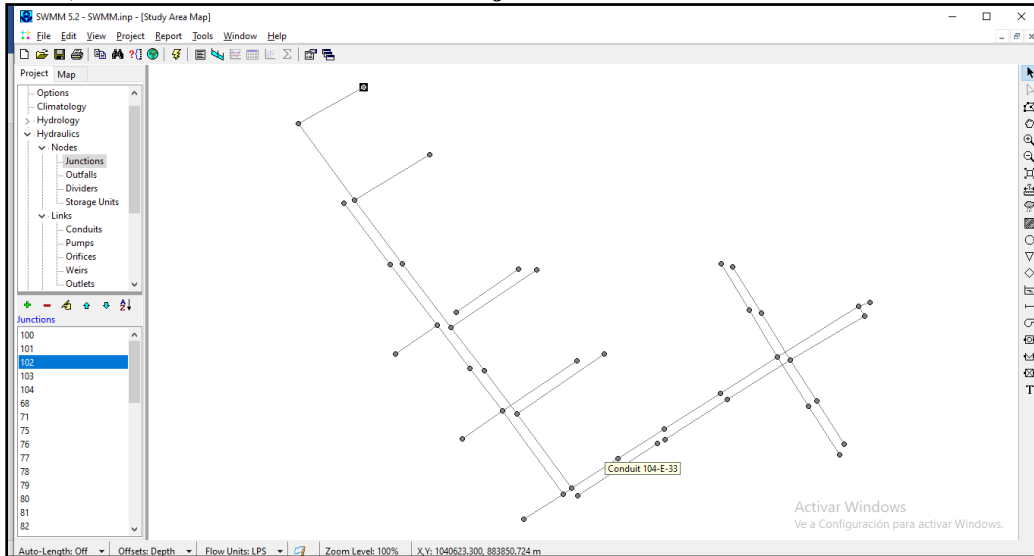 SWMM 5.2 - SWMM.inp - [Study Area Map]
File Edit View Project Report Tools Window Help
Project Map
Options
Climatology
Hydrology
Hydraulics
Nodes
Junctions
Outfalls
Dividers
Storage Units
Links
Conduits
Pumps
Orifices
Weirs
Outlets
Junctions
100
101
102
103
104
68
71
75
76
77
78
79
80
81
82
Conduit 104-E-33
Activar Windows
Ve a Configuración para activar Windows.
Auto-Length: Off Offsets: Depth Flow Units: LPS Zoom Level: 100% X,Y: 1040623.300, 883850.724 m